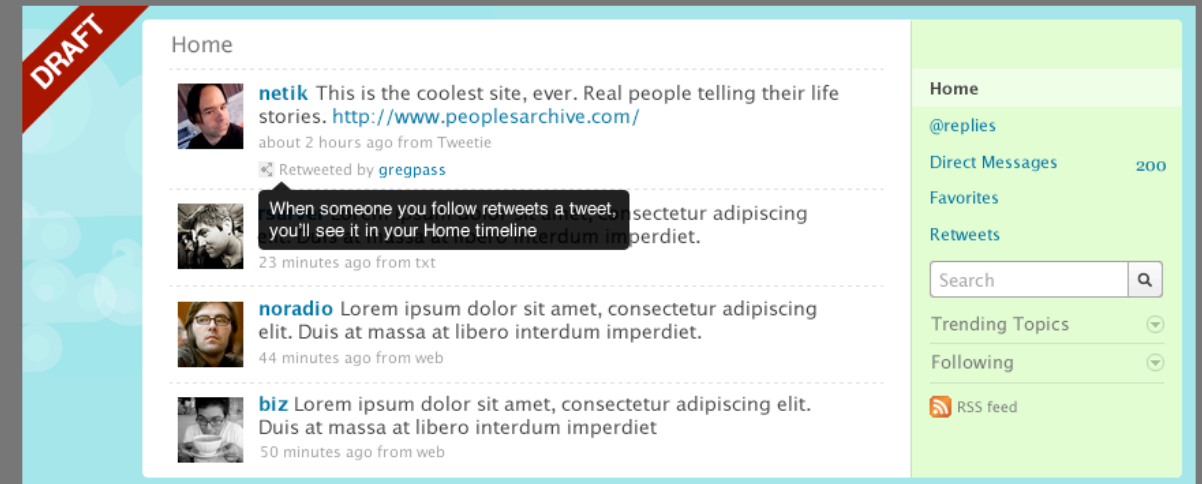 DRAFT
Home
netik This is the coolest site, ever. Real people telling their life
stories. http://www.peoplesarchive.com/
about 2 hours ago from Tweetie
Retweeted by gregpass
When someone you follow retweets a tweet,
you'll see it in your Home timeline
nsectetur adipiscing
mperdiet.
23 minutes ago from txt
noradio Lorem ipsum dolor sit amet, consectetur adipiscing
elit. Duis at massa at libero interdum imperdiet.
44 minutes ago from web
biz Lorem ipsum dolor sit amet, consectetur adipiscing elit.
Duis at massa at libero interdum imperdiet
50 minutes ago from web
Home
@replies
Direct Messages 200
Favorites
Retweets
Search
Trending Topics
Following
RSS feed